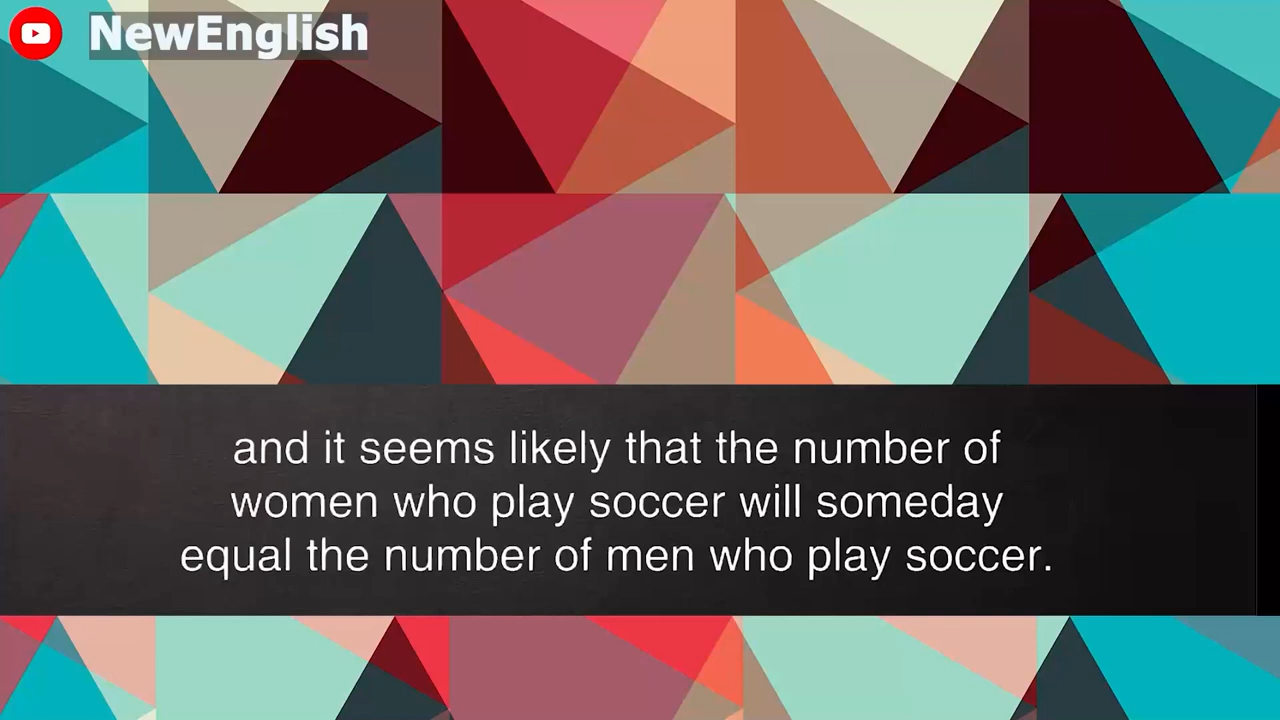 NewEnglish
and it seems likely that the number of
women who play soccer will someday
equal the number of men who play soccer.